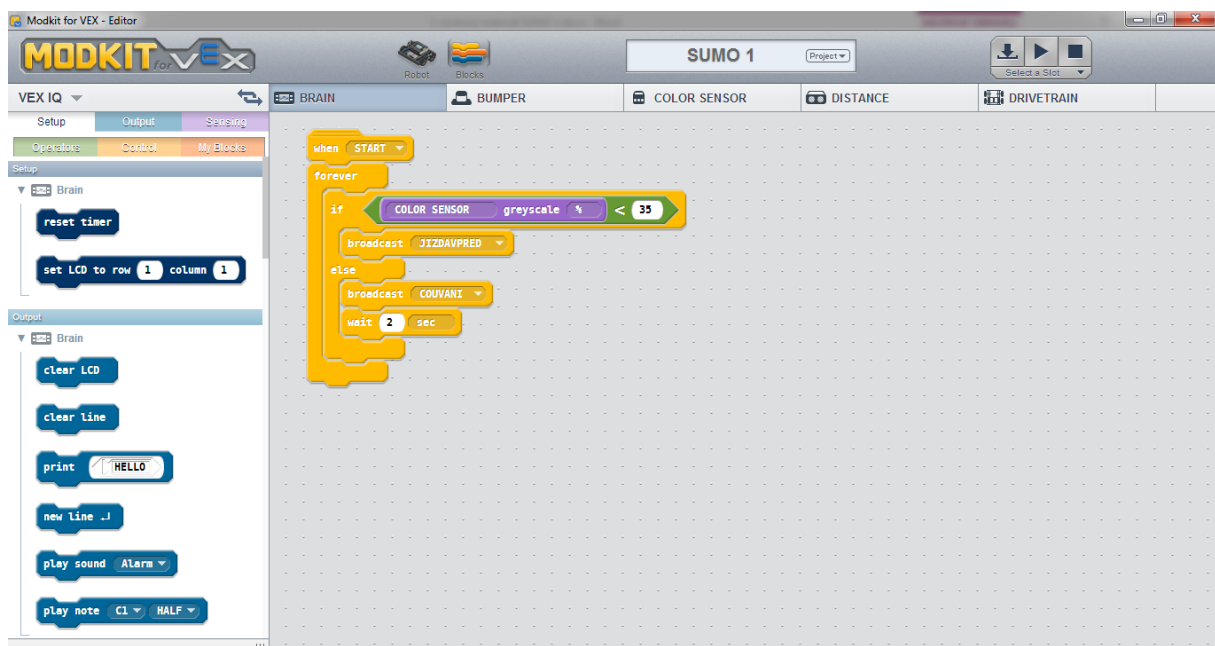 Modkit for VEX - Editor
MODKIT for VEX
Robot
Blocks
SUMO 1
Project
Select a Slot
VEX IQ
BRAIN
BUMPER
COLOR SENSOR
DISTANCE
DRIVETRAIN
Setup Output Sensing
Operators Control My Blocks
Setup
Brain
reset timer
set LCD to row 1 column 1
Output
Brain
clear LCD
clear line
print HELLO
new line
play sound Alarm
play note C1 HALF
when START
forever
if COLOR SENSOR greyscale % < 35
broadcast JIZDAVPRED
else
broadcast COUVANI
wait 2 sec